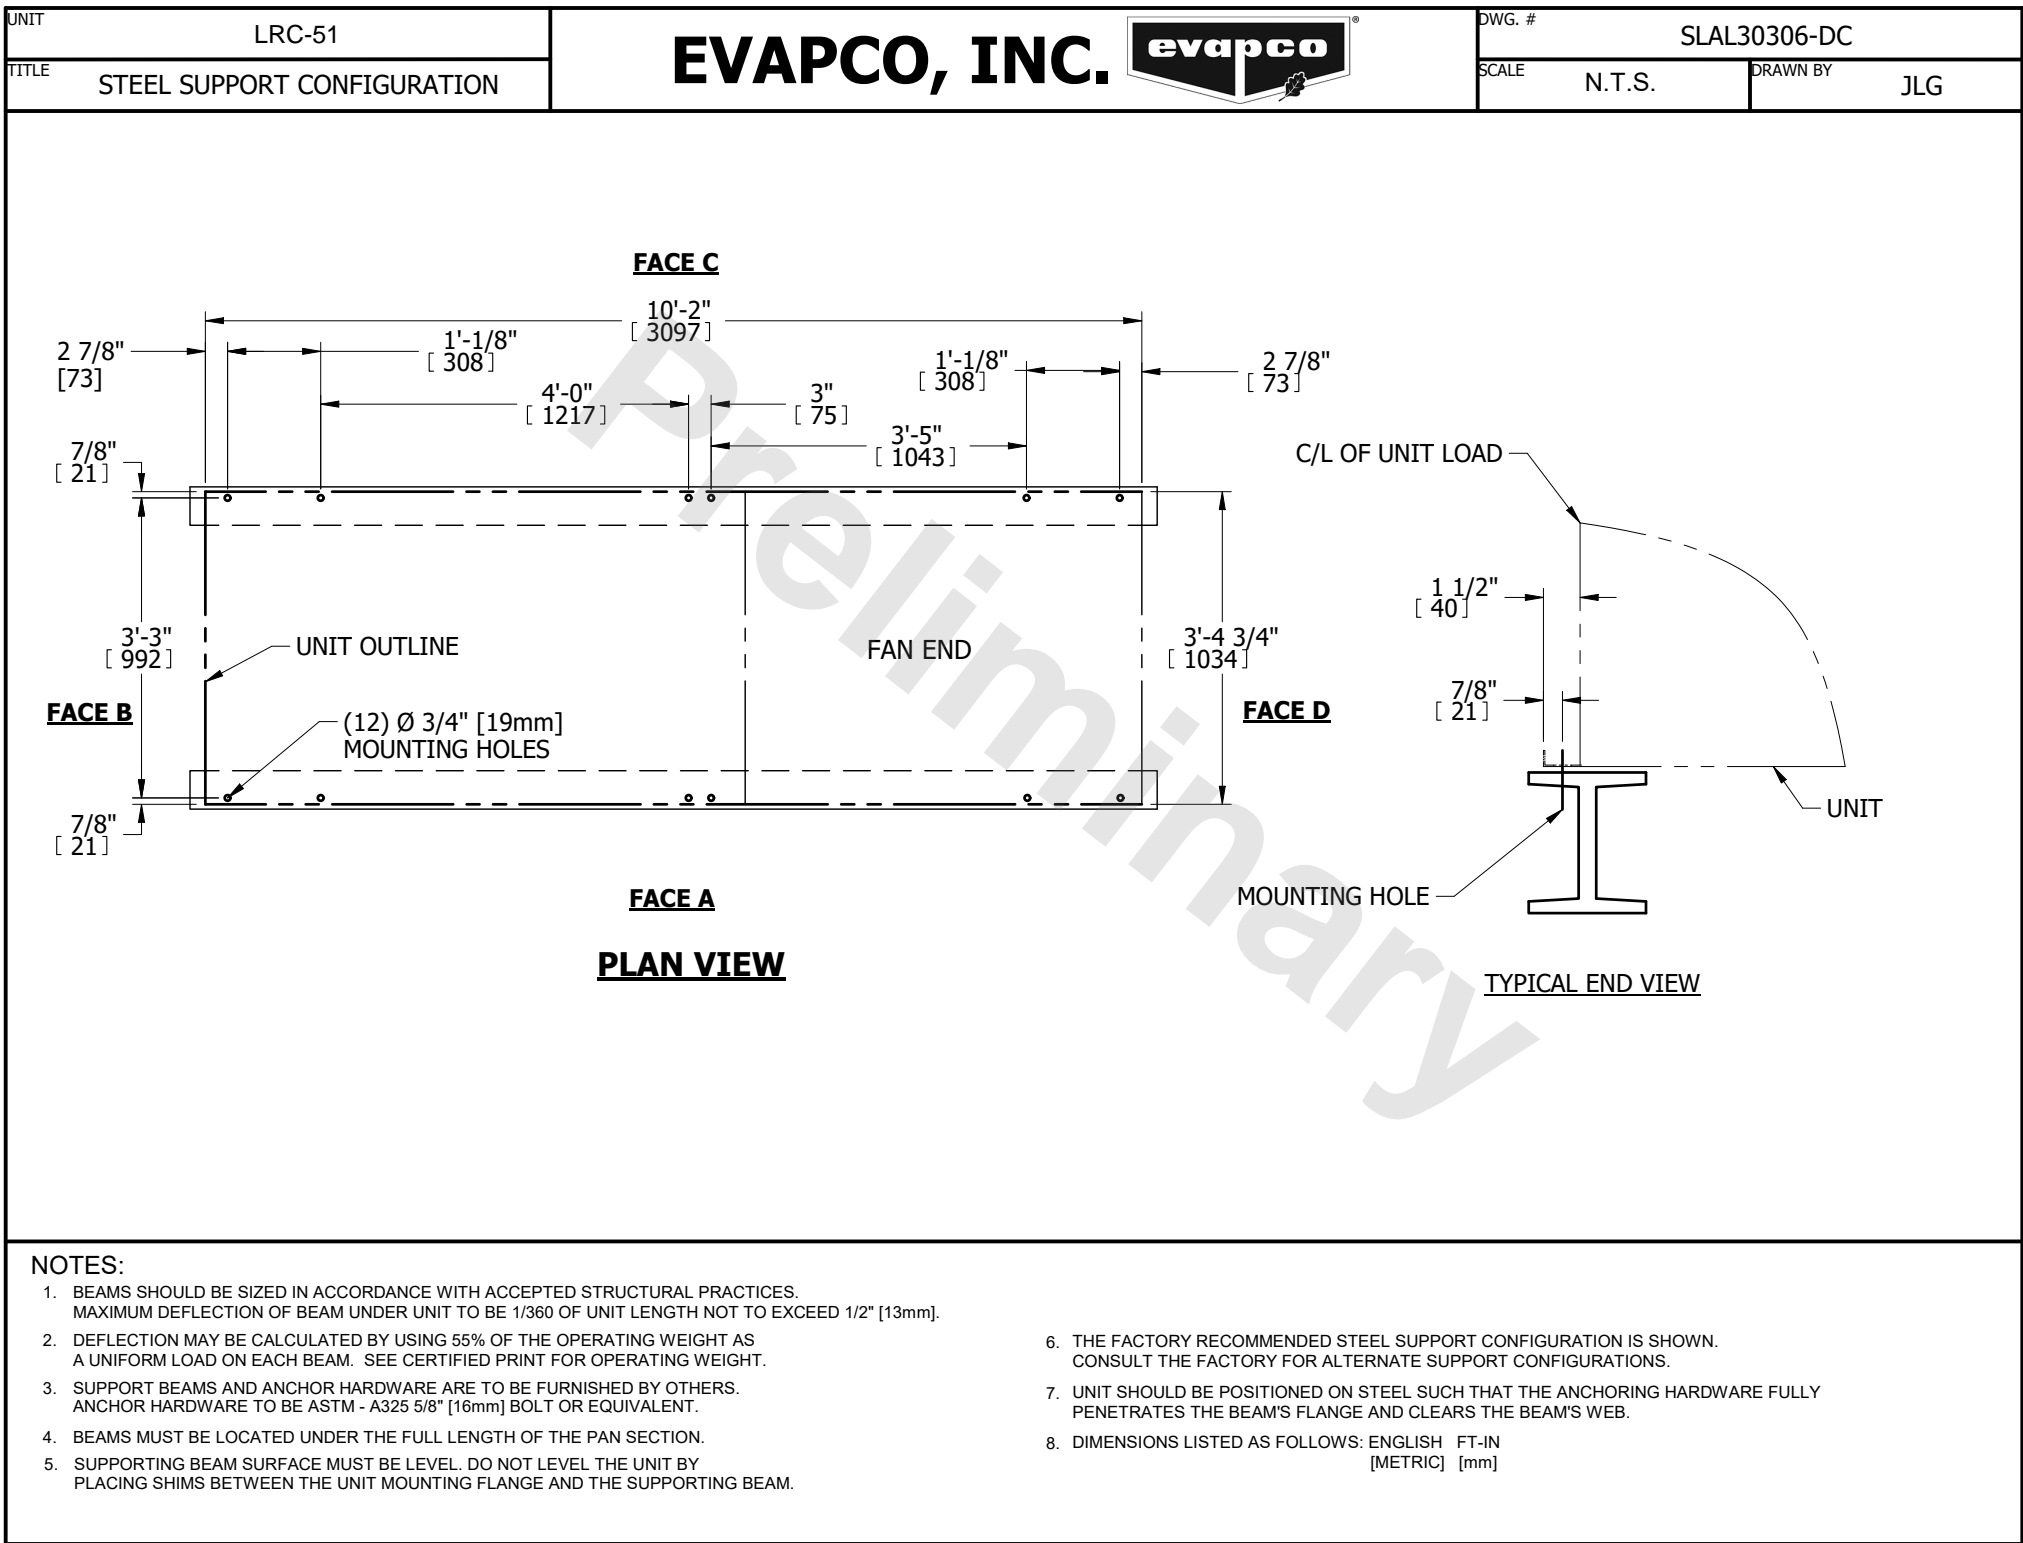 UNIT
LRC-51
TITLE
STEEL SUPPORT CONFIGURATION
EVAPCO, INC.
evapco
®
DWG. #
SLAL30306-DC
SCALE
N.T.S.
DRAWN BY
JLG
FACE C
10'-2"
[ 3097]
2 7/8"
[73]
1'-1/8"
[ 308]
1'-1/8"
[ 308]
2 7/8"
[ 73]
4'-0"
[ 1217]
3"
[ 75]
3'-5"
[ 1043]
7/8"
[ 21]
3'-3"
[ 992]
UNIT OUTLINE
FAN END
3'-4 3/4"
[ 1034]
FACE B
(12) Ø 3/4" [19mm]
MOUNTING HOLES
FACE D
7/8"
[ 21]
FACE A
PLAN VIEW
C/L OF UNIT LOAD
1 1/2"
[ 40]
7/8"
[ 21]
UNIT
MOUNTING HOLE
TYPICAL END VIEW
Preliminary
NOTES:
1. BEAMS SHOULD BE SIZED IN ACCORDANCE WITH ACCEPTED STRUCTURAL PRACTICES.
MAXIMUM DEFLECTION OF BEAM UNDER UNIT TO BE 1/360 OF UNIT LENGTH NOT TO EXCEED 1/2" [13mm].
2. DEFLECTION MAY BE CALCULATED BY USING 55% OF THE OPERATING WEIGHT AS
A UNIFORM LOAD ON EACH BEAM. SEE CERTIFIED PRINT FOR OPERATING WEIGHT.
3. SUPPORT BEAMS AND ANCHOR HARDWARE ARE TO BE FURNISHED BY OTHERS.
ANCHOR HARDWARE TO BE ASTM - A325 5/8" [16mm] BOLT OR EQUIVALENT.
4. BEAMS MUST BE LOCATED UNDER THE FULL LENGTH OF THE PAN SECTION.
5. SUPPORTING BEAM SURFACE MUST BE LEVEL. DO NOT LEVEL THE UNIT BY
PLACING SHIMS BETWEEN THE UNIT MOUNTING FLANGE AND THE SUPPORTING BEAM.
6. THE FACTORY RECOMMENDED STEEL SUPPORT CONFIGURATION IS SHOWN.
CONSULT THE FACTORY FOR ALTERNATE SUPPORT CONFIGURATIONS.
7. UNIT SHOULD BE POSITIONED ON STEEL SUCH THAT THE ANCHORING HARDWARE FULLY
PENETRATES THE BEAM'S FLANGE AND CLEARS THE BEAM'S WEB.
8. DIMENSIONS LISTED AS FOLLOWS: ENGLISH FT-IN
[METRIC] [mm]